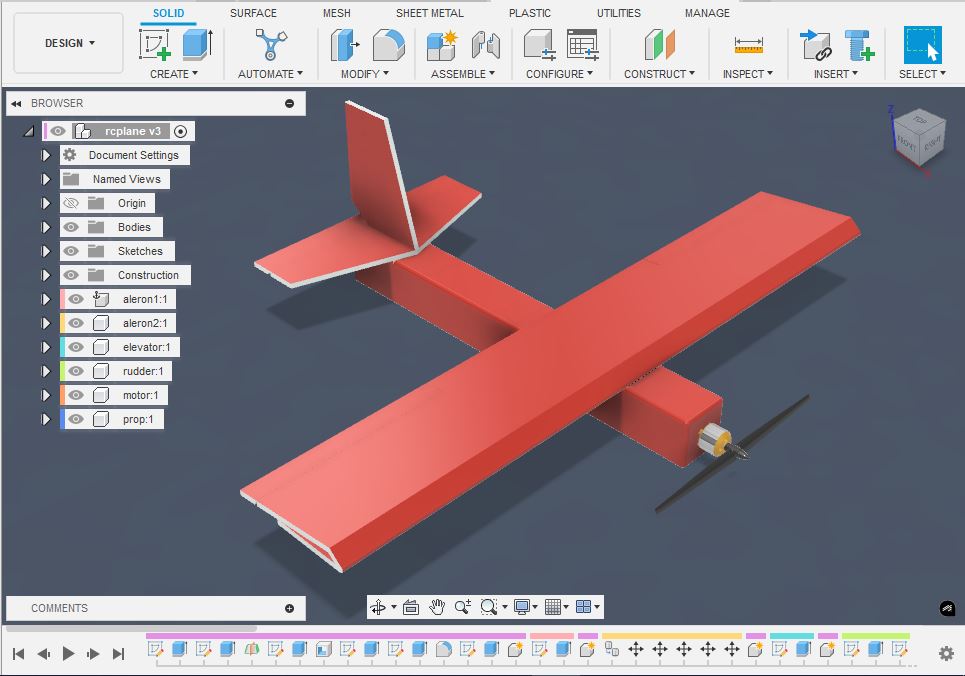 SOLID SURFACE MESH SHEET METAL PLASTIC UTILITIES MANAGE
DESIGN
CREATE AUTOMATE MODIFY ASSEMBLE CONFIGURE CONSTRUCT INSPECT INSERT SELECT
BROWSER
rcplane v3
Document Settings
Named Views
Origin
Bodies
Sketches
Construction
aleron1:1
aleron2:1
elevator:1
rudder:1
motor:1
prop:1
Z
TOP
FRONT RIGHT
COMMENTS